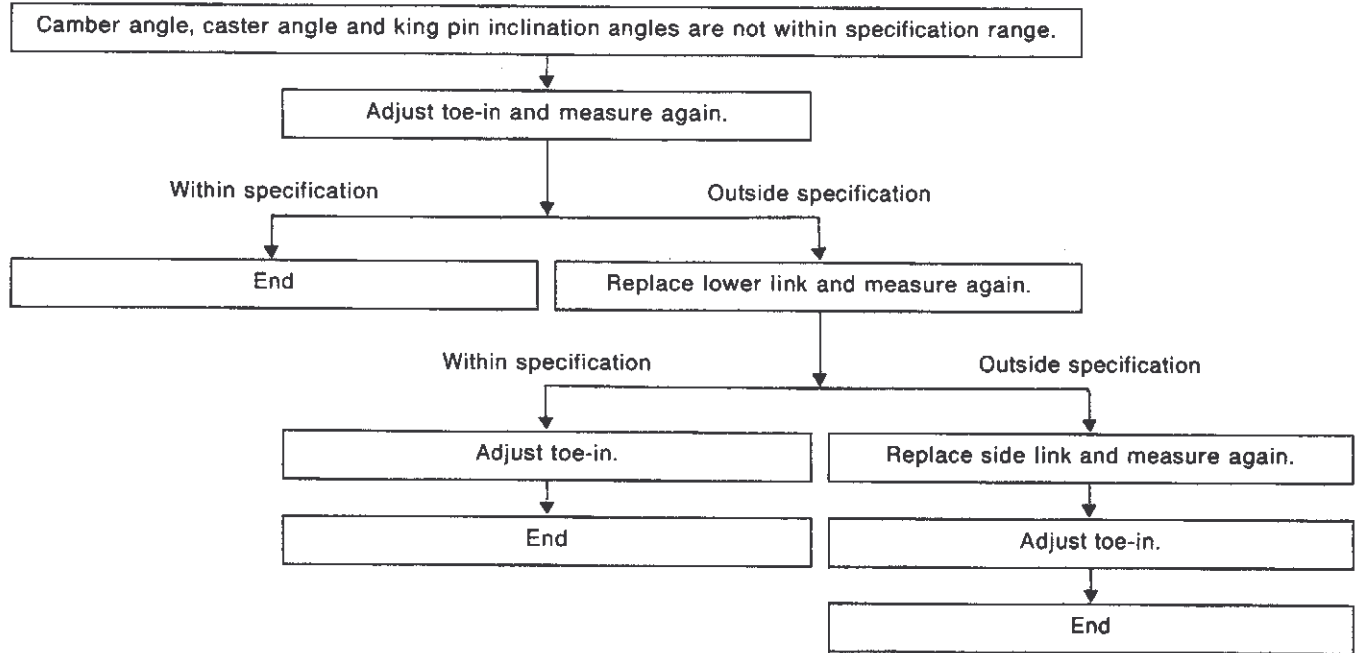 Camber angle, caster angle and king pin inclination angles are not within specification range.
Adjust toe-in and measure again.
Within specification
Outside specification
End
Replace lower link and measure again.
Within specification
Outside specification
Adjust toe-in.
Replace side link and measure again.
End
Adjust toe-in.
End